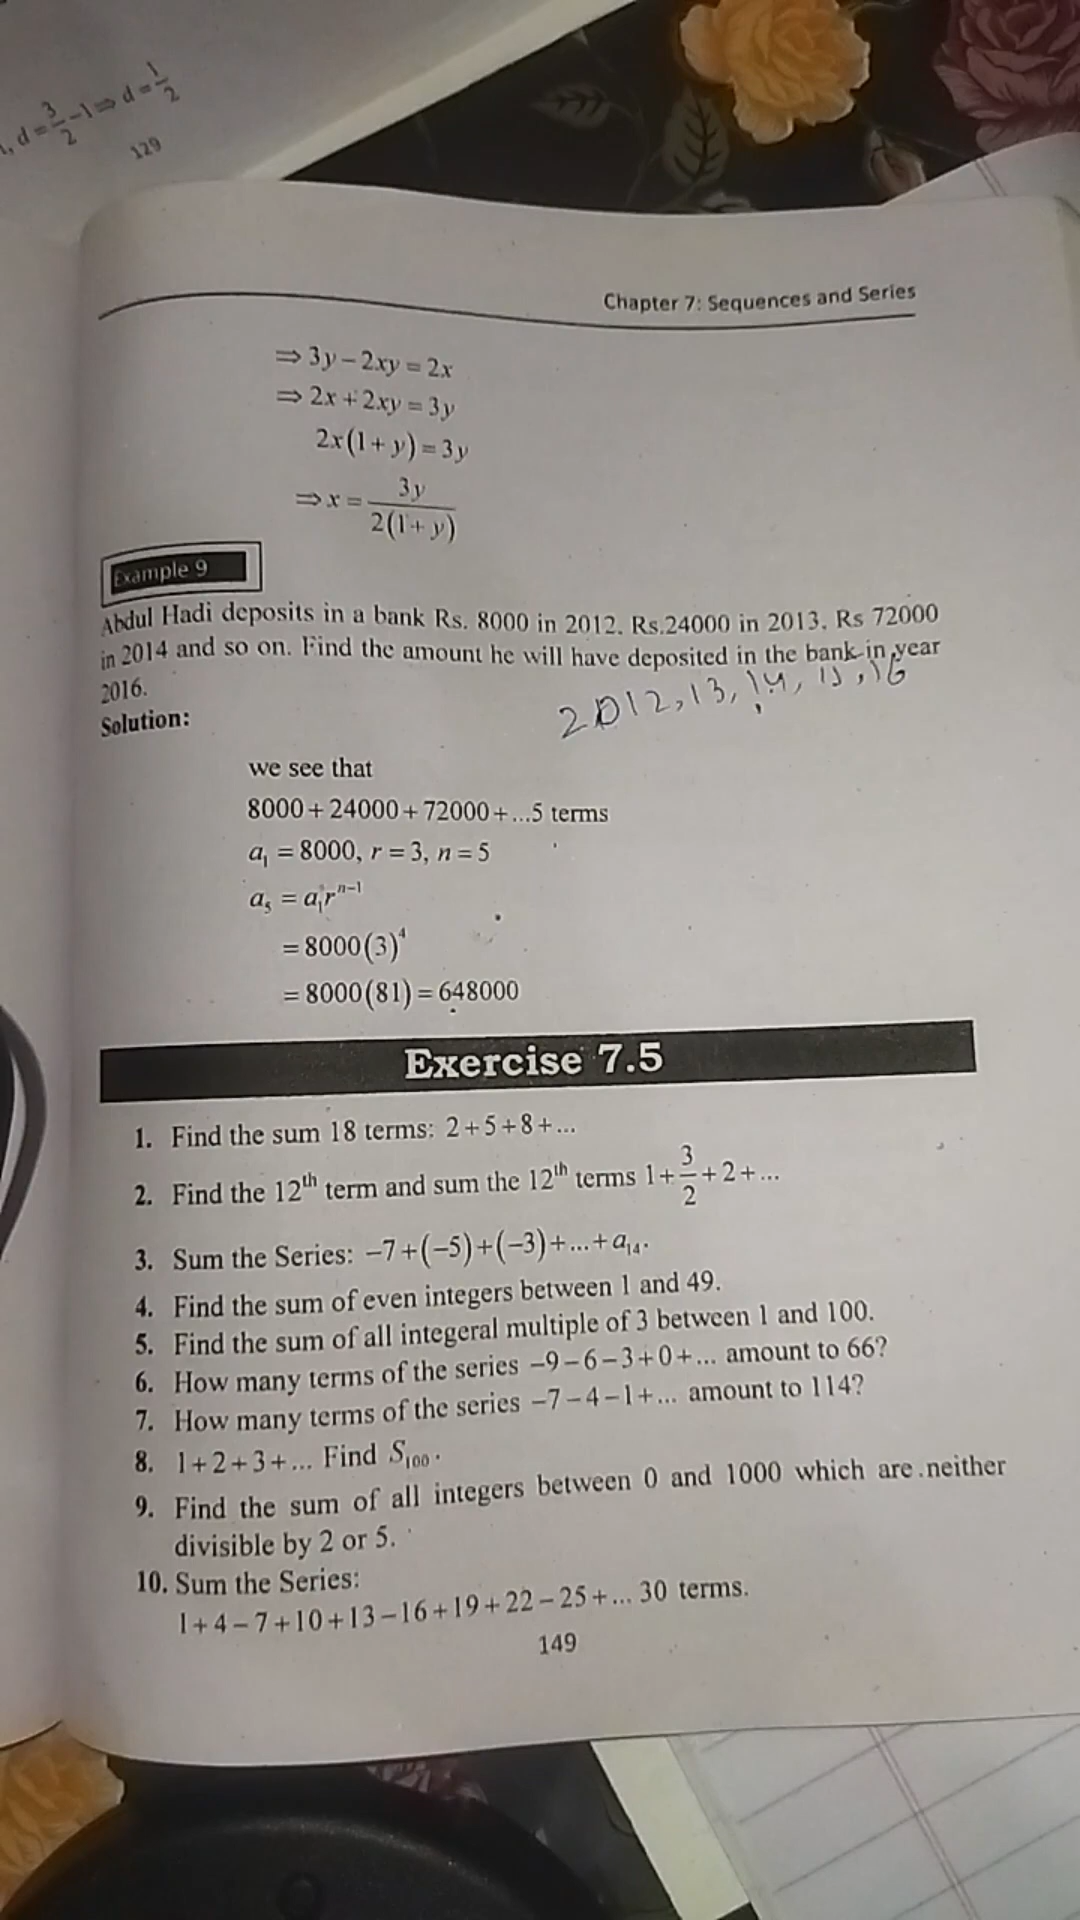 , d = 3/2 − 1 ⇒ d = 1/2
129
Chapter 7: Sequences and Series
⇒ 3y − 2xy = 2x
⇒ 2x + 2xy = 3y
2x(1 + y) = 3y
⇒ x = 3y / 2(1 + y)
Example 9
Abdul Hadi deposits in a bank Rs. 8000 in 2012. Rs.24000 in 2013. Rs 72000
in 2014 and so on. Find the amount he will have deposited in the bank in year
2016.
2012, 13, 14, 15, 16
Solution:
we see that
8000 + 24000 + 72000 + ...5 terms
a₁ = 8000, r = 3, n = 5
a₅ = a₁rⁿ⁻¹
= 8000(3)⁴
= 8000(81) = 648000
Exercise 7.5
1. Find the sum 18 terms: 2 + 5 + 8 + ...
2. Find the 12th term and sum the 12th terms 1 + 3/2 + 2 + ...
3. Sum the Series: −7 + (−5) + (−3) + ... + a₁₄.
4. Find the sum of even integers between 1 and 49.
5. Find the sum of all integeral multiple of 3 between 1 and 100.
6. How many terms of the series −9 − 6 − 3 + 0 + ... amount to 66?
7. How many terms of the series −7 − 4 − 1 + ... amount to 114?
8. 1 + 2 + 3 + ... Find S₁₀₀.
9. Find the sum of all integers between 0 and 1000 which are neither
divisible by 2 or 5.
10. Sum the Series:
1 + 4 − 7 + 10 + 13 − 16 + 19 + 22 − 25 + ... 30 terms.
149